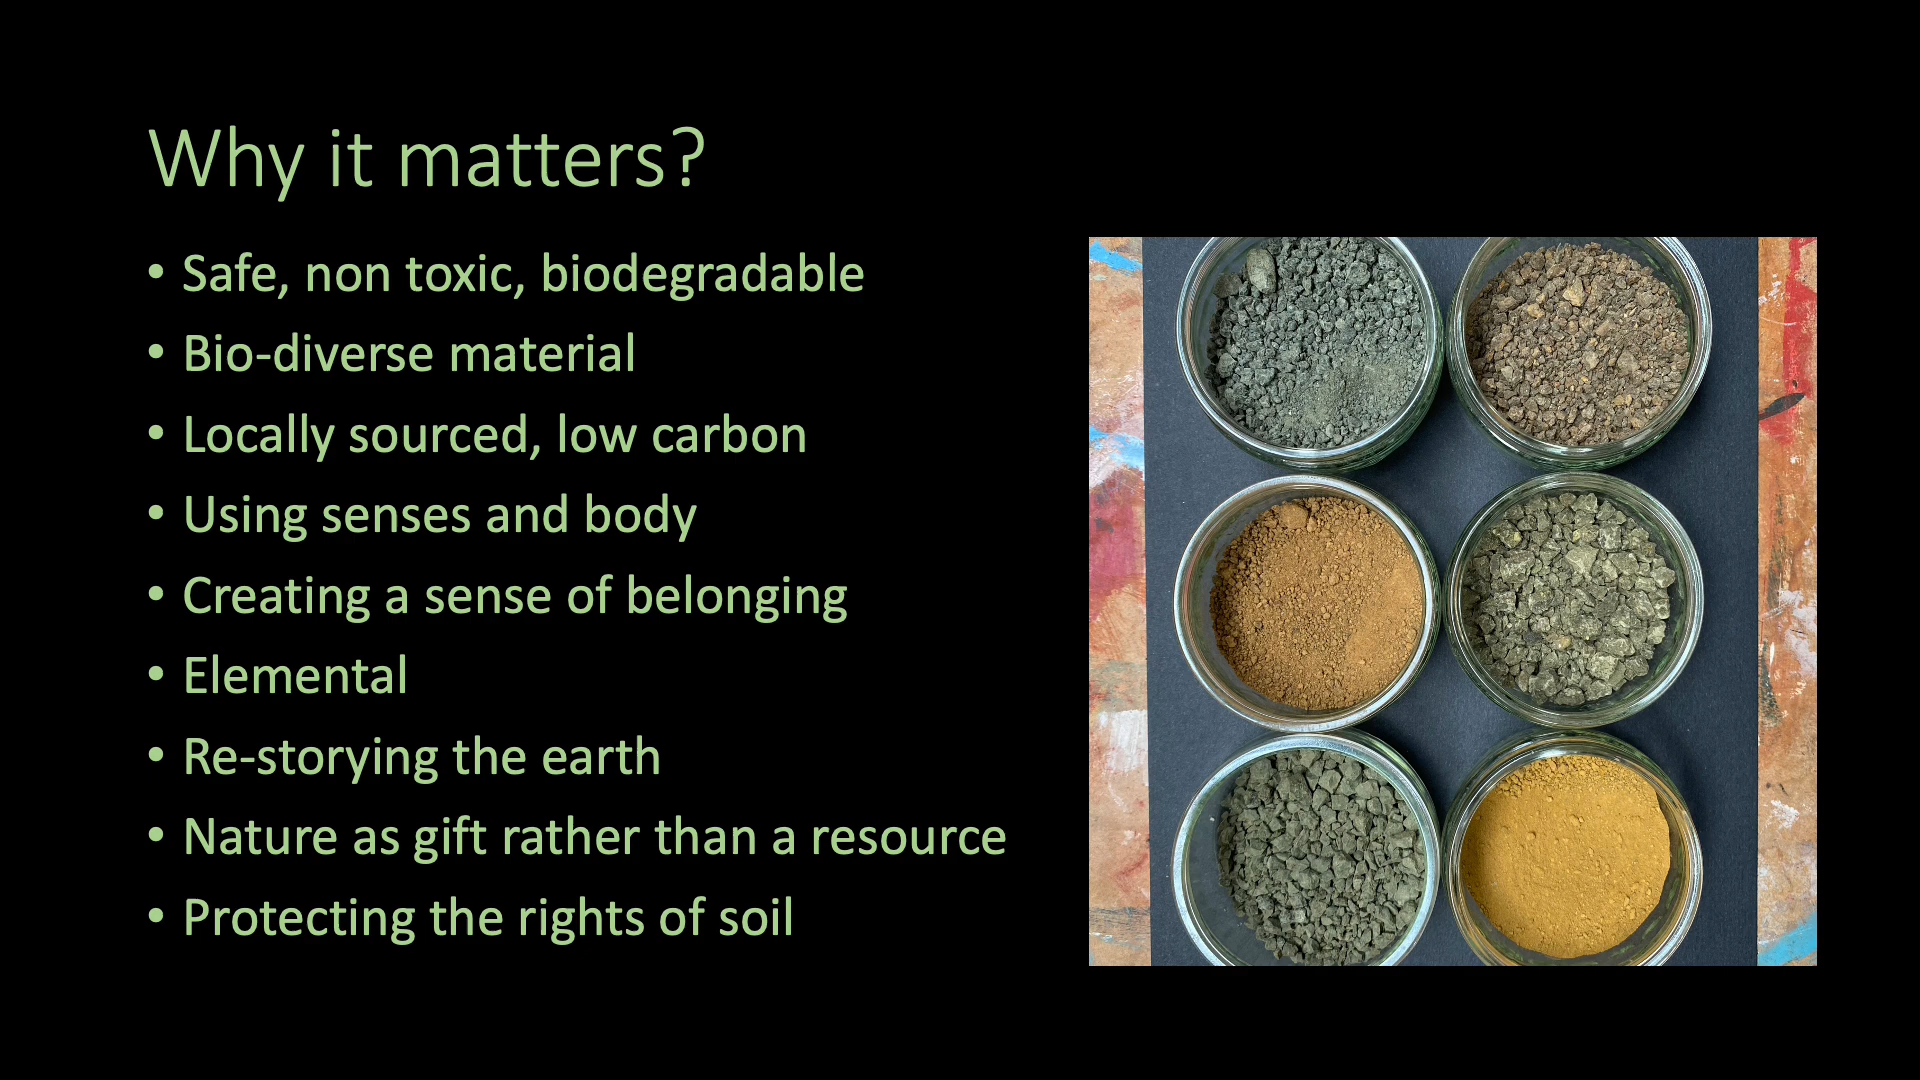 Why it matters?
• Safe, non toxic, biodegradable
• Bio-diverse material
• Locally sourced, low carbon
• Using senses and body
• Creating a sense of belonging
• Elemental
• Re-storying the earth
• Nature as gift rather than a resource
• Protecting the rights of soil